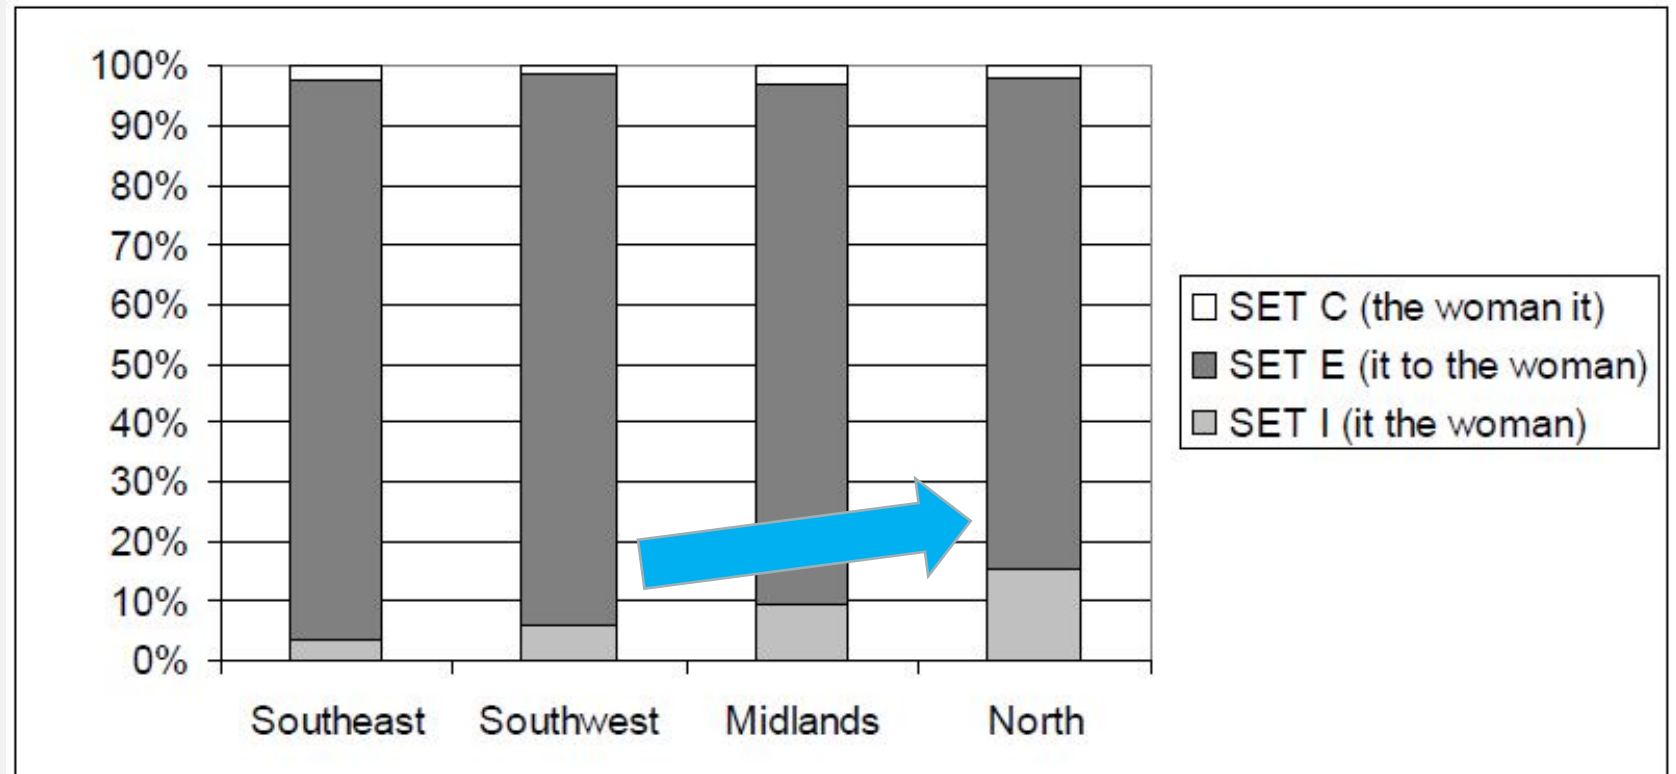 100%
90%
80%
70%
60%
50%
40%
30%
20%
10%
0%
Southeast Southwest Midlands North
SET C (the woman it)
SET E (it to the woman)
SET I (it the woman)